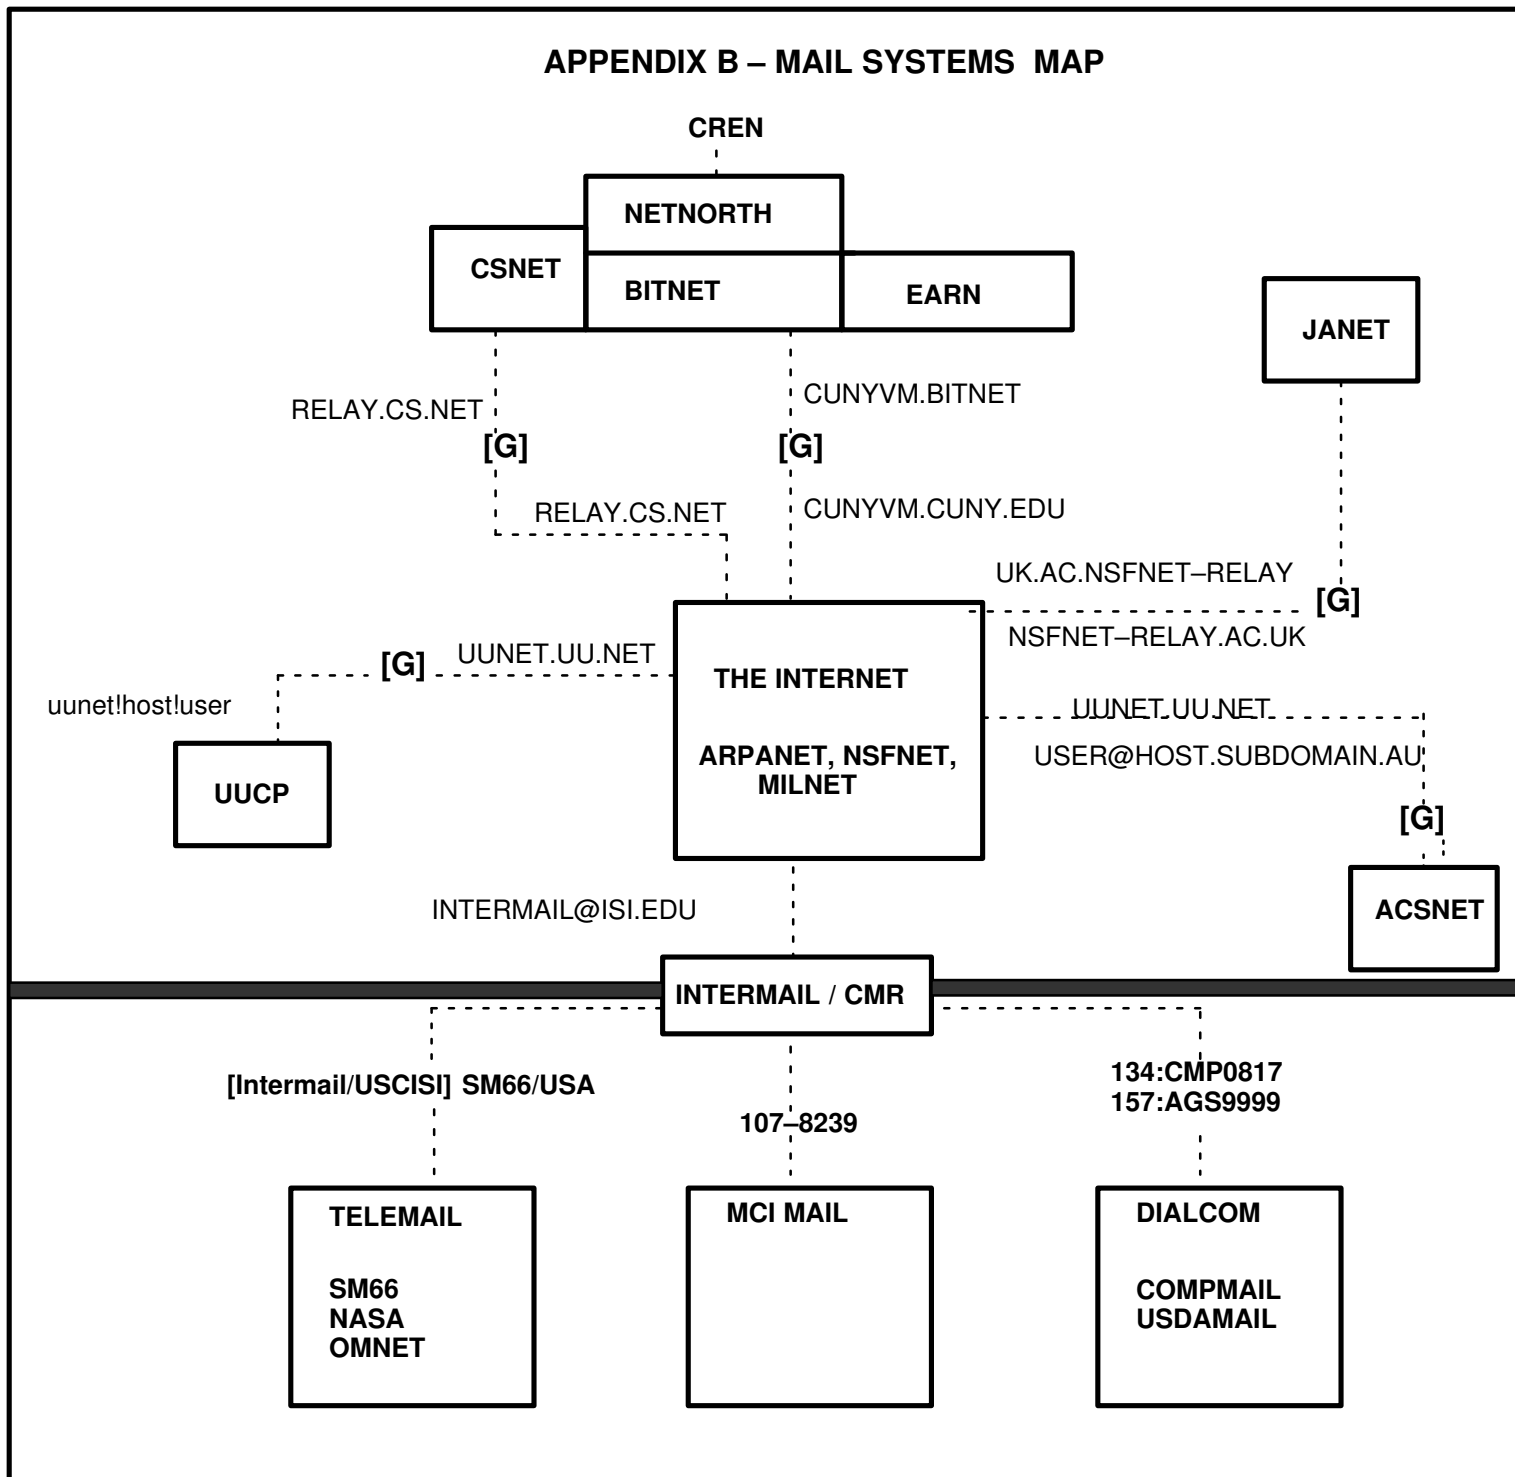 APPENDIX B – MAIL SYSTEMS MAP
CREN
NETNORTH
CSNET
BITNET
EARN
JANET
RELAY.CS.NET
CUNYVM.BITNET
[G]
[G]
RELAY.CS.NET
CUNYVM.CUNY.EDU
UK.AC.NSFNET–RELAY
[G]
NSFNET–RELAY.AC.UK
UUNET.UU.NET
[G]
THE INTERNET
uunet!host!user
UUNET.UU.NET
ARPANET, NSFNET,
MILNET
USER@HOST.SUBDOMAIN.AU
UUCP
[G]
INTERMAIL@ISI.EDU
ACSNET
INTERMAIL / CMR
[Intermail/USCISI] SM66/USA
134:CMP0817
157:AGS9999
107–8239
TELEMAIL
SM66
NASA
OMNET
MCI MAIL
DIALCOM
COMPMAIL
USDAMAIL